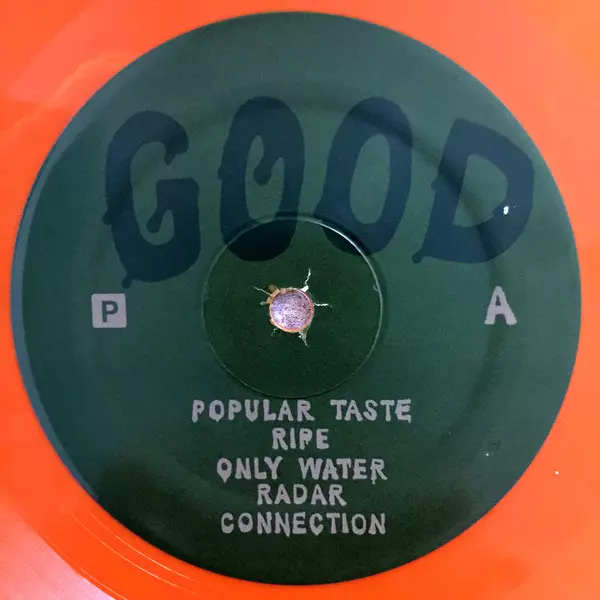 GOOD
P
A
POPULAR TASTE
RIPE
ONLY WATER
RADAR
CONNECTION